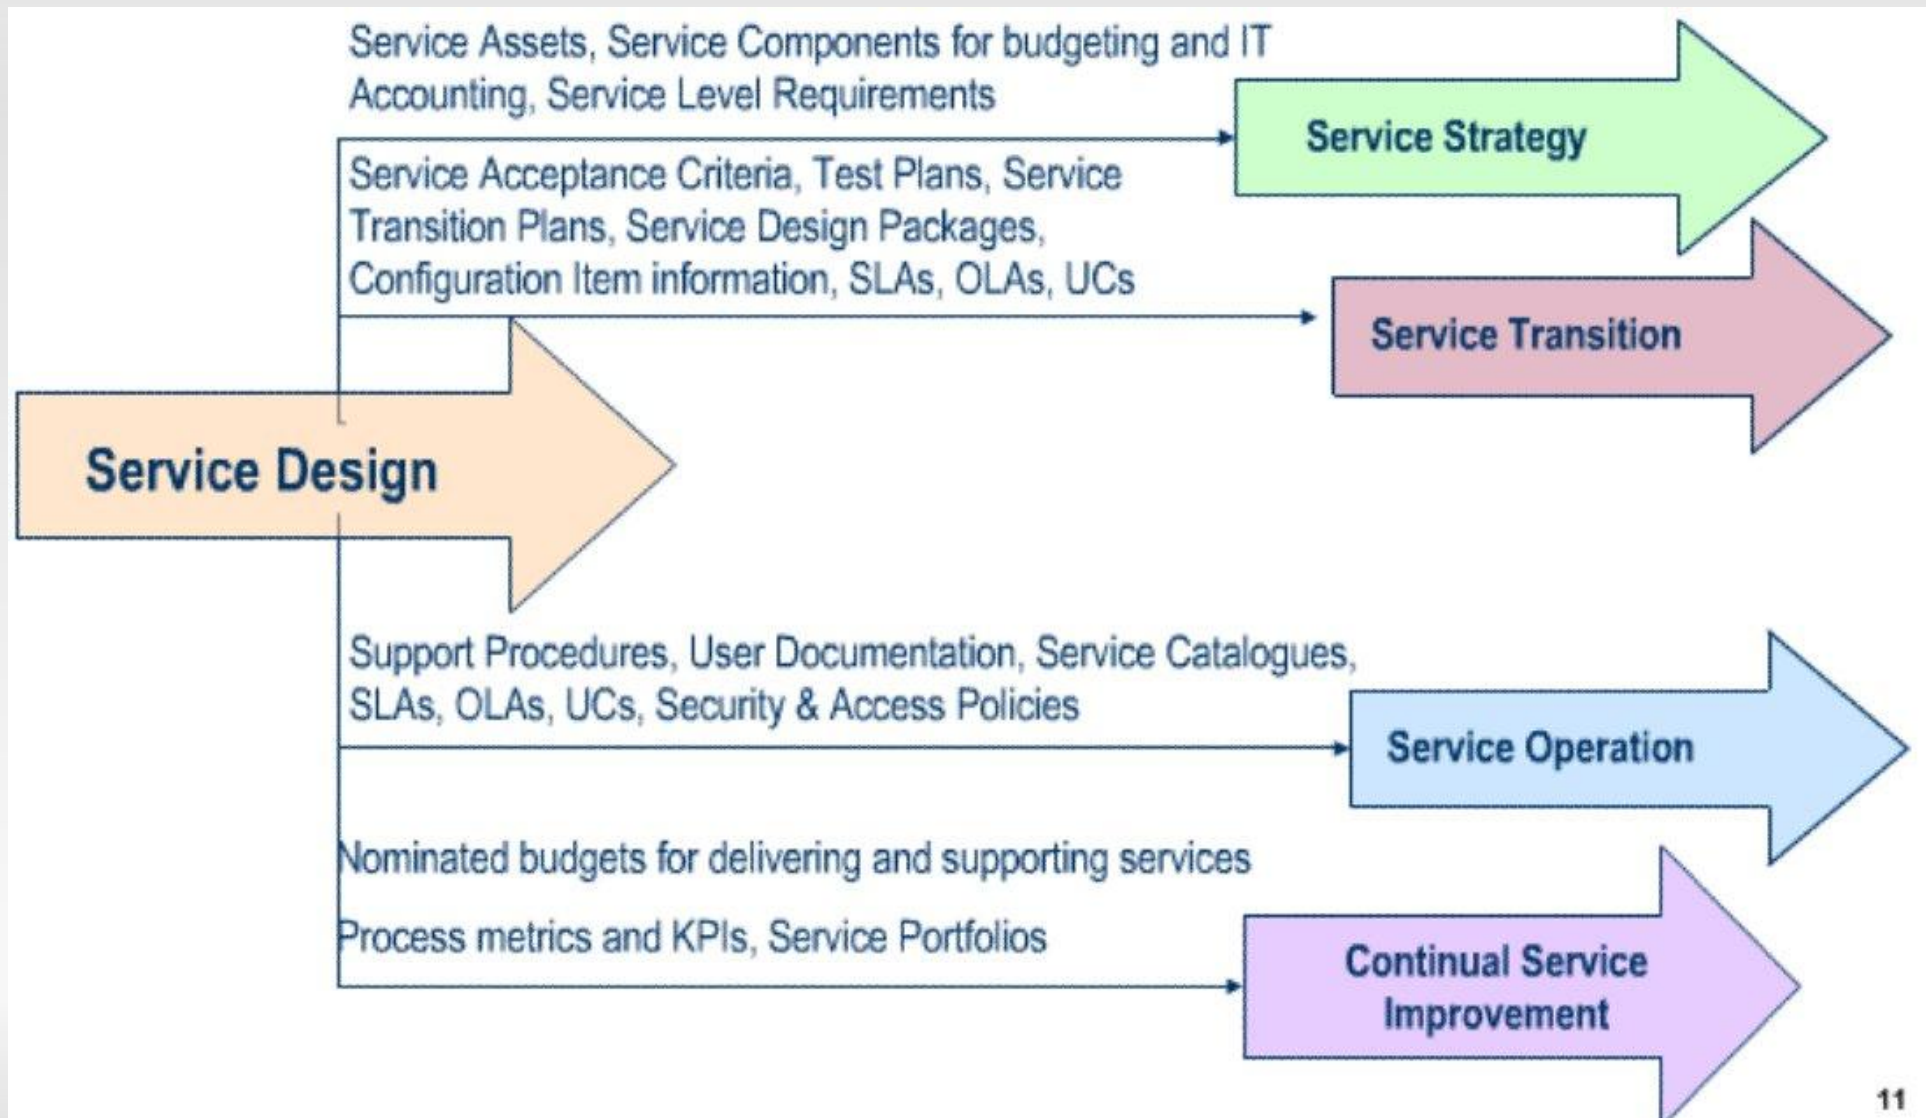 Service Assets, Service Components for budgeting and IT
Accounting, Service Level Requirements
Service Strategy
Service Acceptance Criteria, Test Plans, Service
Transition Plans, Service Design Packages,
Configuration Item information, SLAs, OLAs, UCs
Service Transition
Service Design
Support Procedures, User Documentation, Service Catalogues,
SLAs, OLAs, UCs, Security & Access Policies
Service Operation
Nominated budgets for delivering and supporting services
Process metrics and KPIs, Service Portfolios
Continual Service
Improvement
11